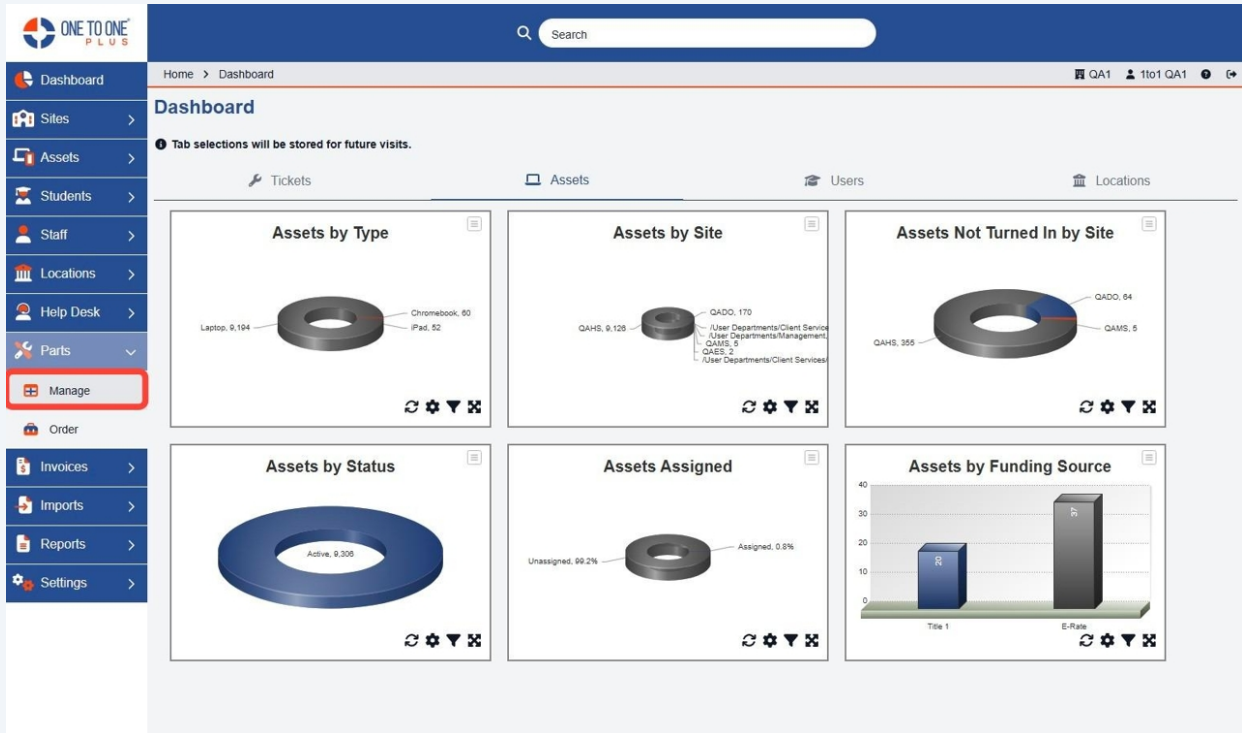 ONE TO ONE
PLUS
Search
Home > Dashboard
QA1 1to1 QA1
Dashboard
Sites
Assets
Students
Staff
Locations
Help Desk
Parts
Manage
Order
Invoices
Imports
Reports
Settings
Dashboard
Tab selections will be stored for future visits.
Tickets
Assets
Users
Locations
Assets by Type
Laptop, 9,194
Chromebook, 60
iPad, 52
Assets by Site
QAHS, 9,126
QADO, 170
/User Departments/Client Service
/User Departments/Management,
QAMS, 5
QAES, 2
/User Departments/Client Services/
Assets Not Turned In by Site
QADO, 64
QAMS, 5
QAHS, 355
Assets by Status
Active, 9,306
Assets Assigned
Unassigned, 99.2%
Assigned, 0.8%
Assets by Funding Source
40
30
20
10
0
20
37
Title 1
E-Rate